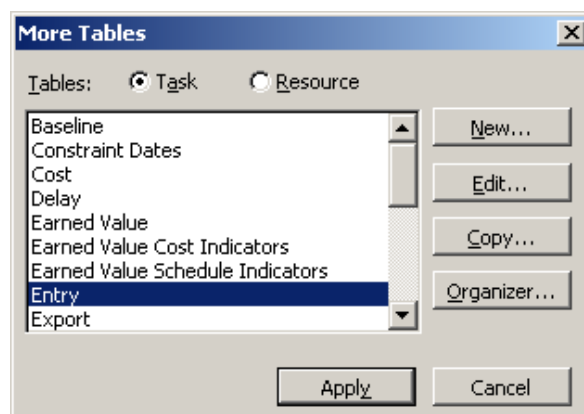 More Tables
Tables: Task Resource
Baseline
Constraint Dates
Cost
Delay
Earned Value
Earned Value Cost Indicators
Earned Value Schedule Indicators
Entry
Export
New...
Edit...
Copy...
Organizer...
Apply Cancel